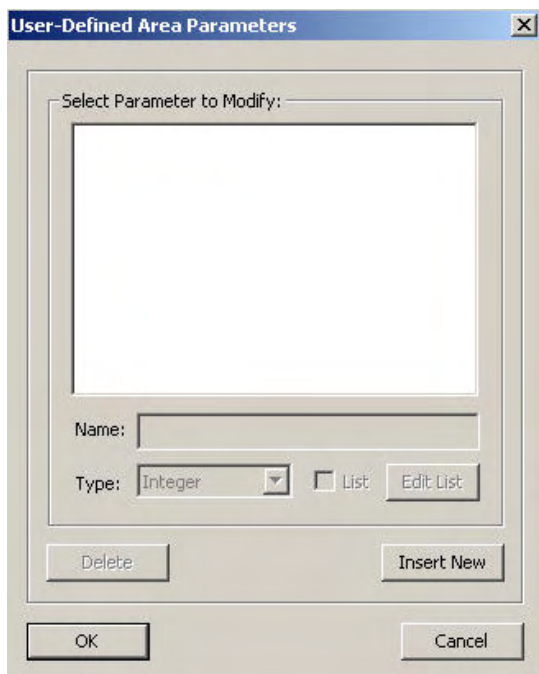 User-Defined Area Parameters
Select Parameter to Modify:
Name:
Type: Integer List Edit List
Delete Insert New
OK Cancel